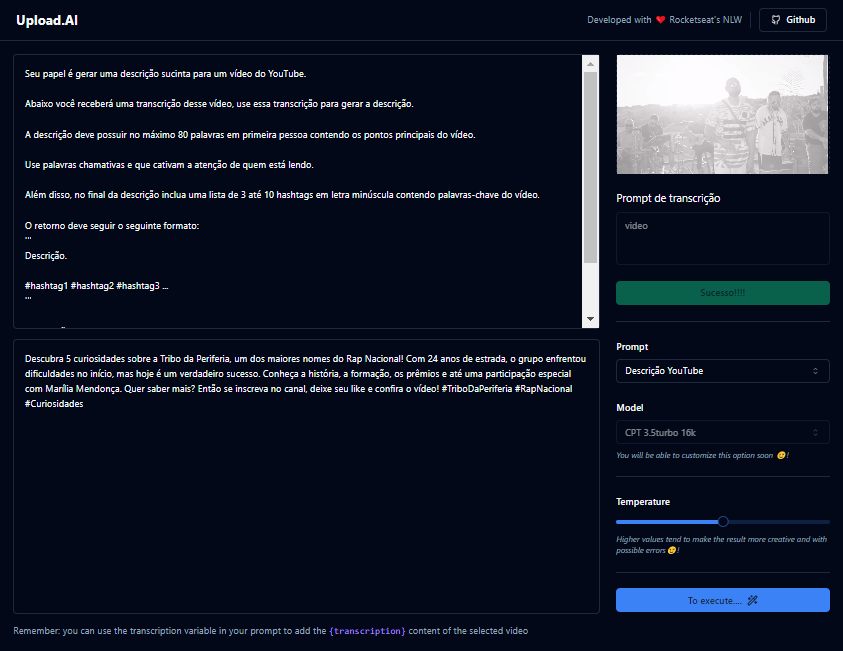 Upload.AI
Developed with ❤ Rocketseat's NLW
Github
Seu papel é gerar uma descrição sucinta para um vídeo do YouTube.
Abaixo você receberá uma transcrição desse vídeo, use essa transcrição para gerar a descrição.
A descrição deve possuir no máximo 80 palavras em primeira pessoa contendo os pontos principais do vídeo.
Use palavras chamativas e que cativam a atenção de quem está lendo.
Além disso, no final da descrição inclua uma lista de 3 até 10 hashtags em letra minúscula contendo palavras-chave do vídeo.
O retorno deve seguir o seguinte formato:
'''
Descrição.
#hashtag1 #hashtag2 #hashtag3 ...
'''
Descubra 5 curiosidades sobre a Tribo da Periferia, um dos maiores nomes do Rap Nacional! Com 24 anos de estrada, o grupo enfrentou
dificuldades no início, mas hoje é um verdadeiro sucesso. Conheça a história, a formação, os prêmios e até uma participação especial
com Marília Mendonça. Quer saber mais? Então se inscreva no canal, deixe seu like e confira o vídeo! #TriboDaPeriferia #RapNacional
#Curiosidades
Remember: you can use the transcription variable in your prompt to add the {transcription} content of the selected video
Prompt de transcrição
video
Sucesso!!!!
Prompt
Descrição YouTube
Model
CPT 3.5turbo 16k
You will be able to customize this option soon 🙂!
Temperature
Higher values tend to make the result more creative and with
possible errors 🙂!
To execute....